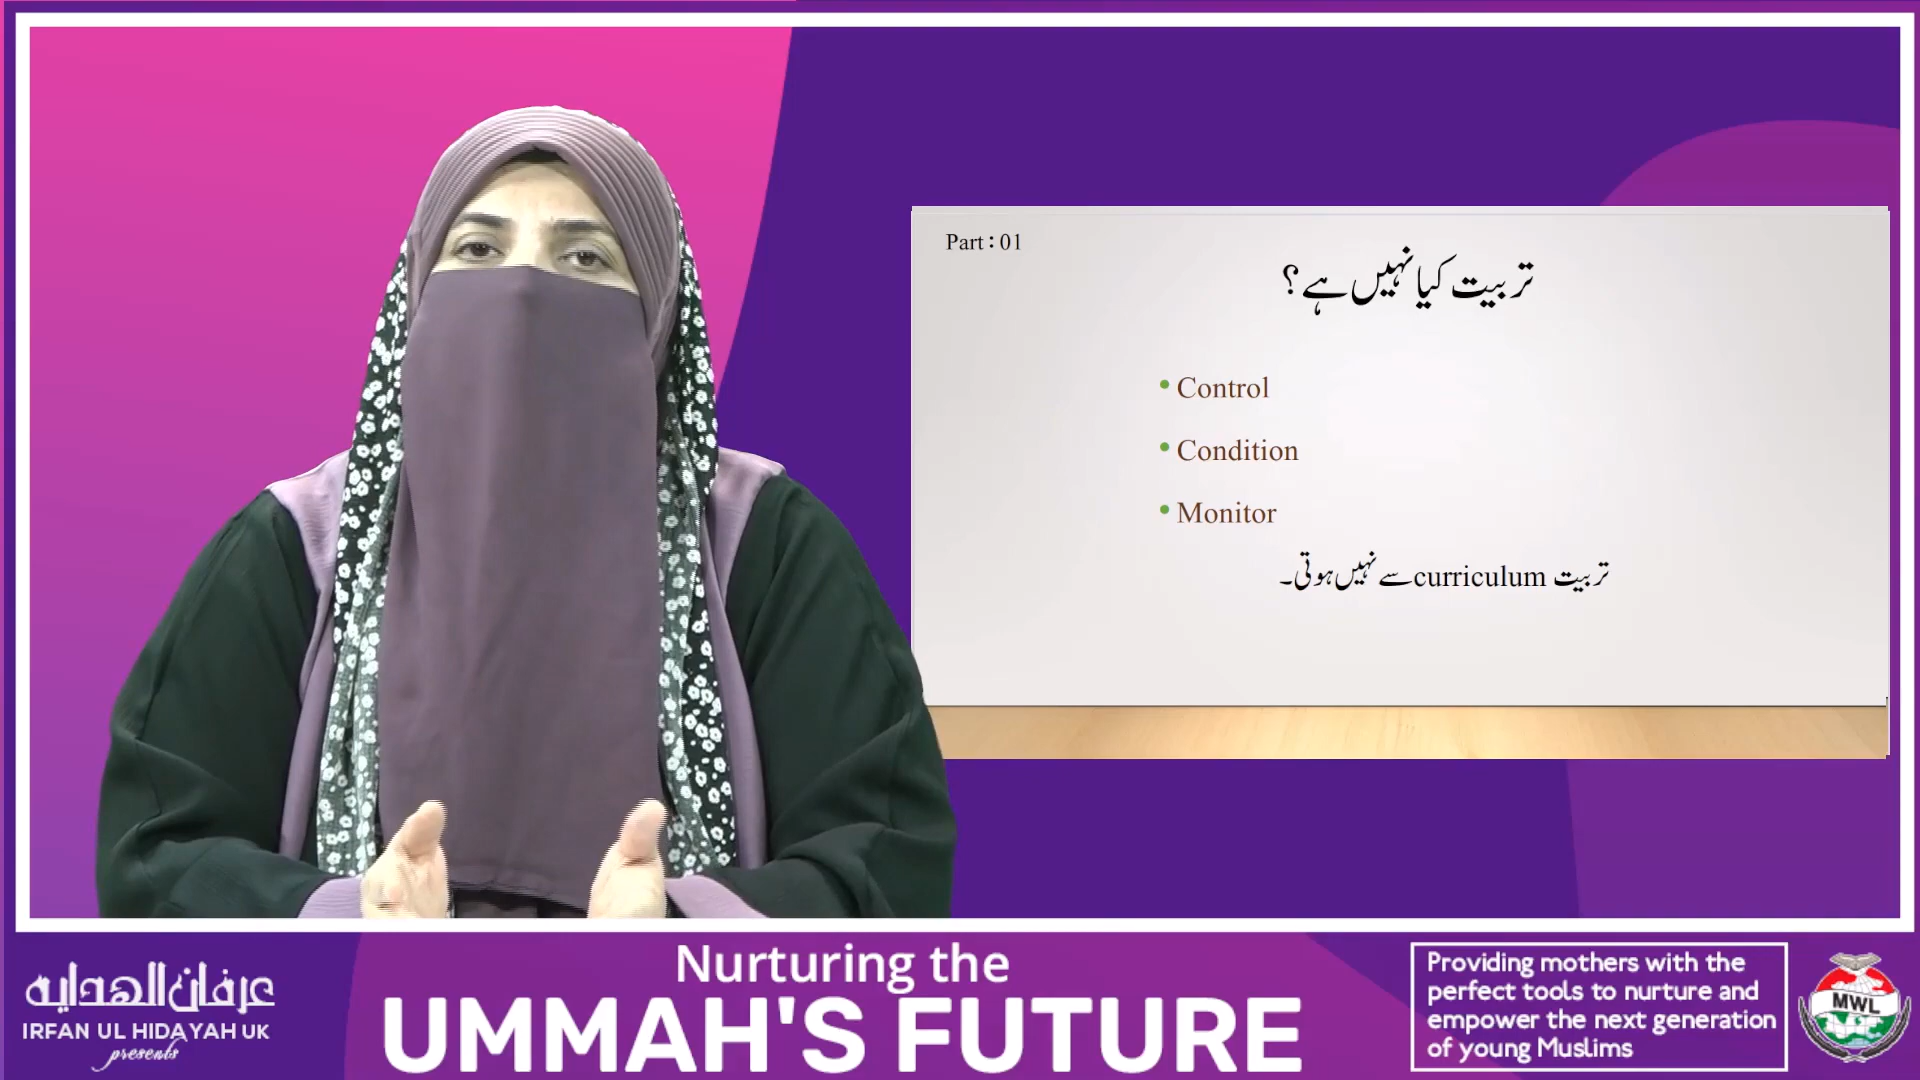 Part : 01
تربیت کیا نہیں ہے؟
• Control
• Condition
• Monitor
تربیت curriculum سے نہیں ہوتی۔
عرفان الهدايه
IRFAN UL HIDAYAH UK
presents
Nurturing the
UMMAH'S FUTURE
Providing mothers with the
perfect tools to nurture and
empower the next generation
of young Muslims
MWL